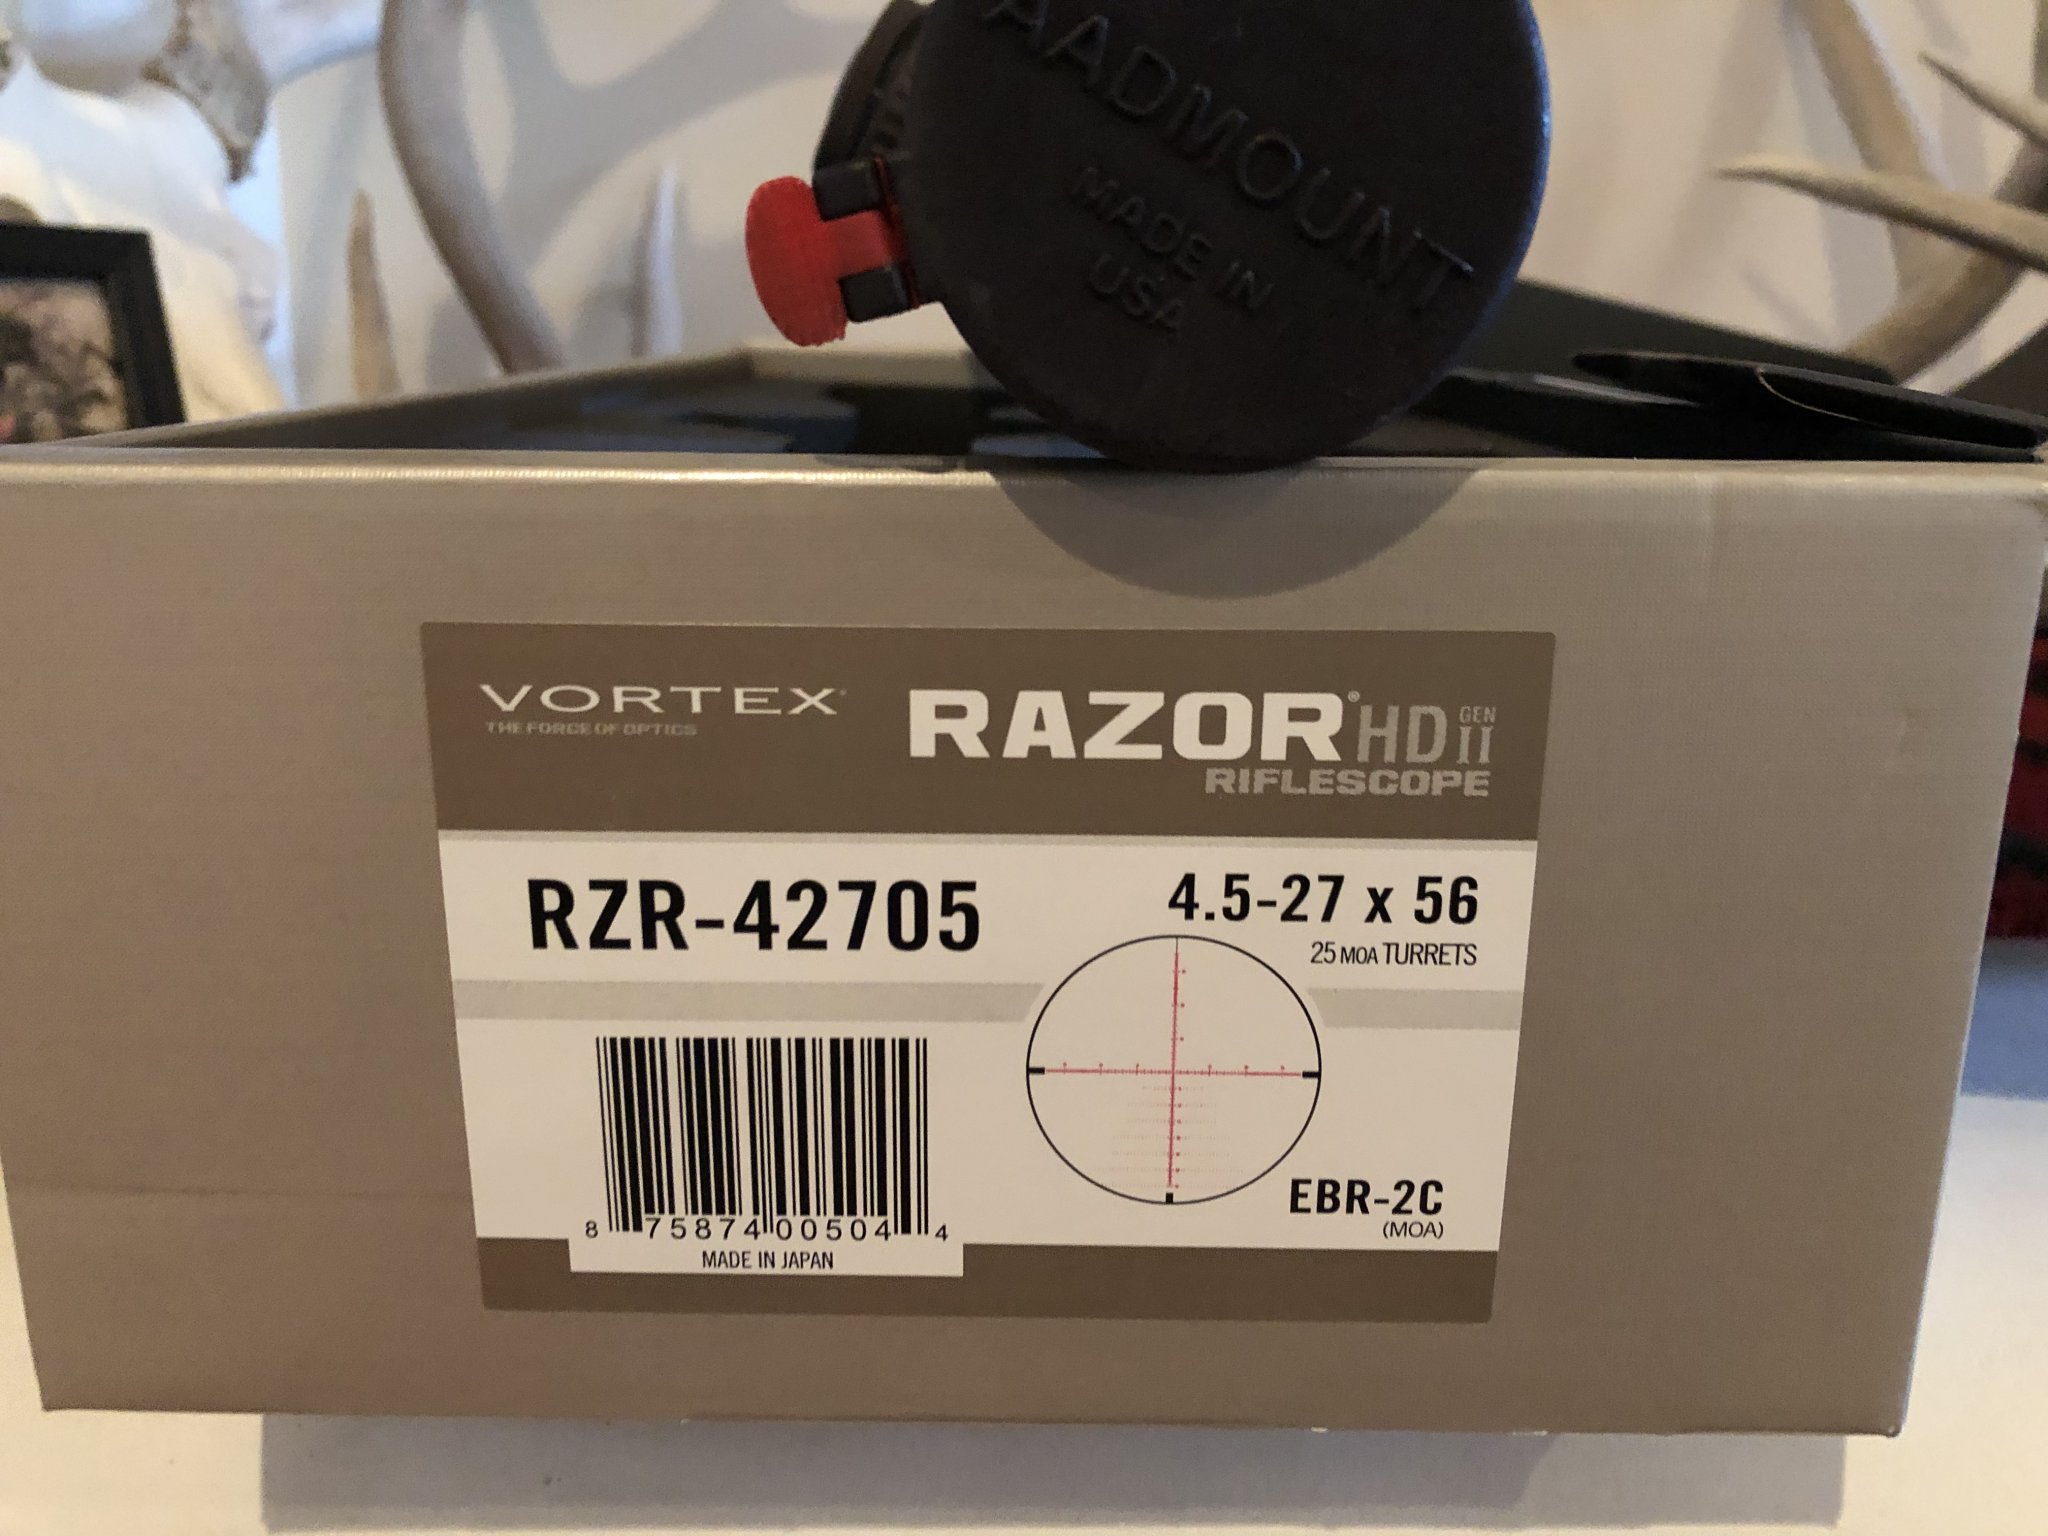 AADMOUNT
MADE IN
USA
VORTEX
THE FORCE OF OPTICS
RAZOR® HD GEN II
RIFLESCOPE
RZR-42705
4.5-27 x 56
25 MOA TURRETS
8 75874 00504 4
MADE IN JAPAN
EBR-2C
(MOA)